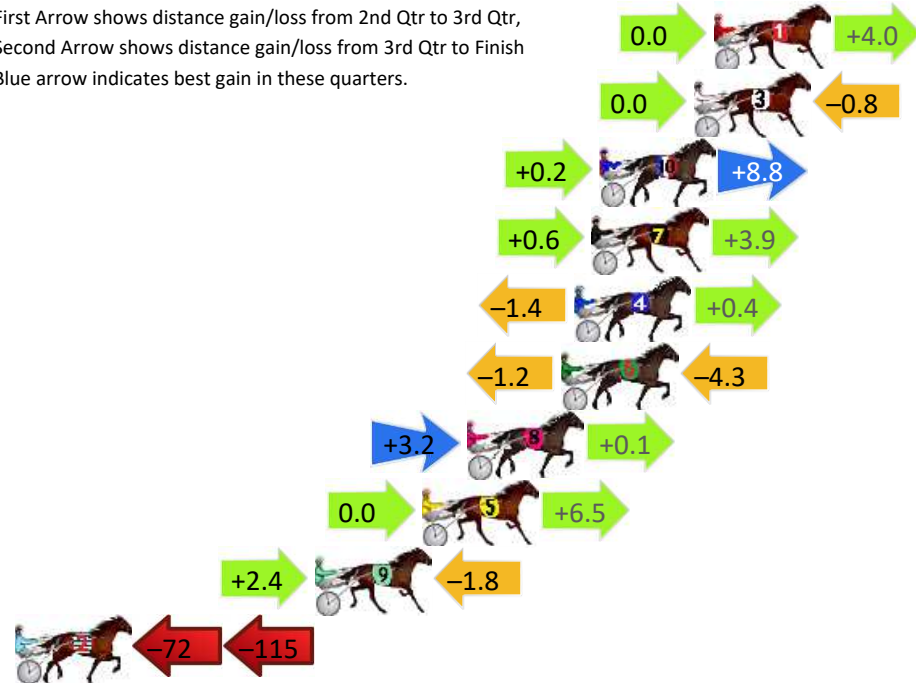 First Arrow shows distance gain/loss from 2nd Qtr to 3rd Qtr,
Second Arrow shows distance gain/loss from 3rd Qtr to Finish
Blue arrow indicates best gain in these quarters.
0.0 1 +4.0
0.0 3 –0.8
+0.2 10 +8.8
+0.6 7 +3.9
–1.4 4 +0.4
–1.2 6 –4.3
+3.2 8 +0.1
0.0 5 +6.5
+2.4 9 –1.8
2 –72 –115